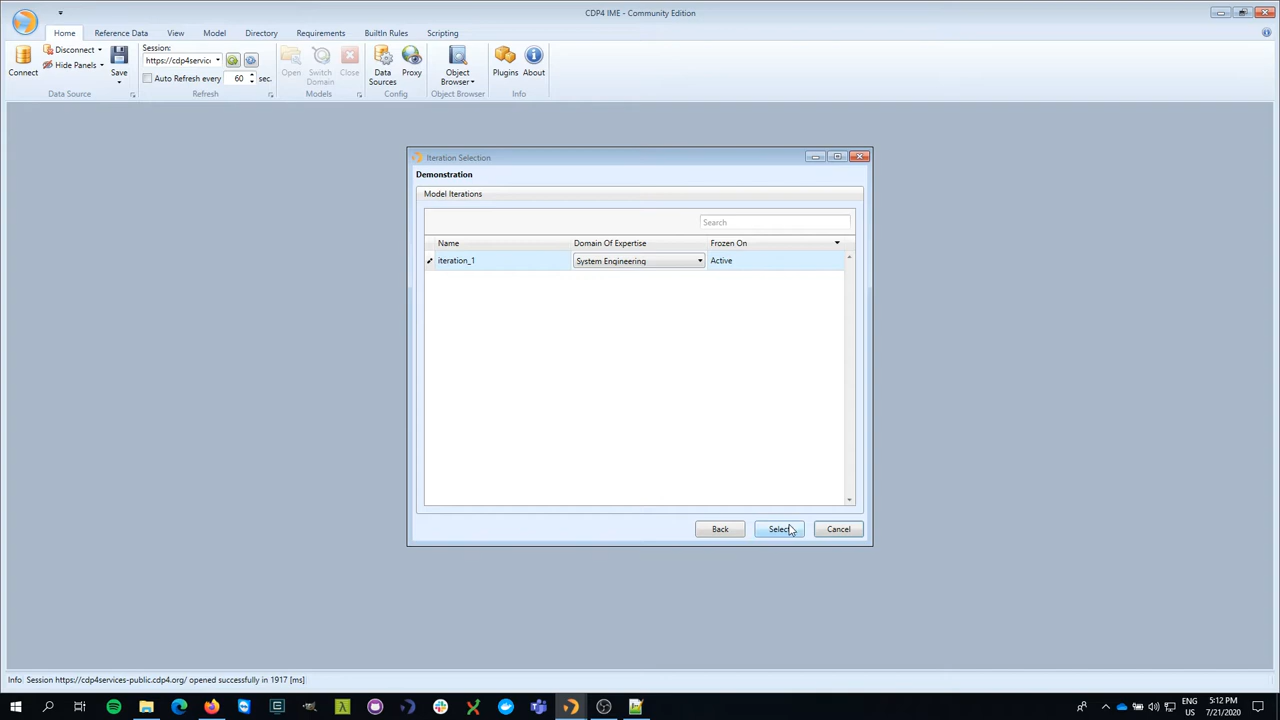 CDP4 IME - Community Edition
Home Reference Data View Model Directory Requirements BuiltIn Rules Scripting
Connect
Disconnect
Hide Panels
Save
Session:
https://cdp4servic
Auto Refresh every 60 sec.
Open
Switch
Domain
Close
Data
Sources
Proxy
Object
Browser
Plugins
About
Data Source Refresh Models Config Object Browser Info
Iteration Selection
Demonstration
Model Iterations
Search
Name Domain Of Expertise Frozen On
iteration_1 System Engineering Active
Back Select Cancel
Info: Session https://cdp4services-public.cdp4.org/ opened successfully in 1917 [ms]
ENG
US
5:12 PM
7/21/2020